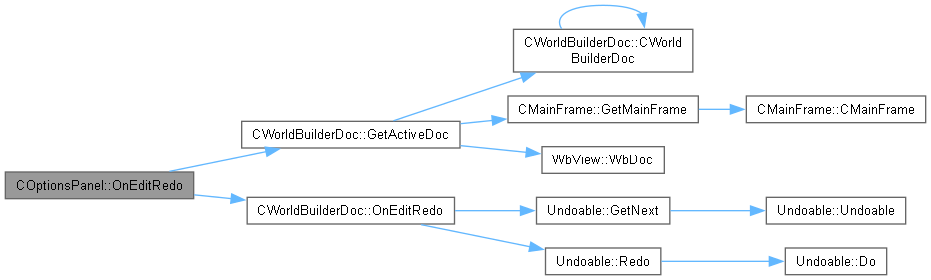 CWorldBuilderDoc::CWorld
BuilderDoc
CMainFrame::GetMainFrame
CMainFrame::CMainFrame
CWorldBuilderDoc::GetActiveDoc
WbView::WbDoc
COptionsPanel::OnEditRedo
CWorldBuilderDoc::OnEditRedo
Undoable::GetNext
Undoable::Undoable
Undoable::Redo
Undoable::Do